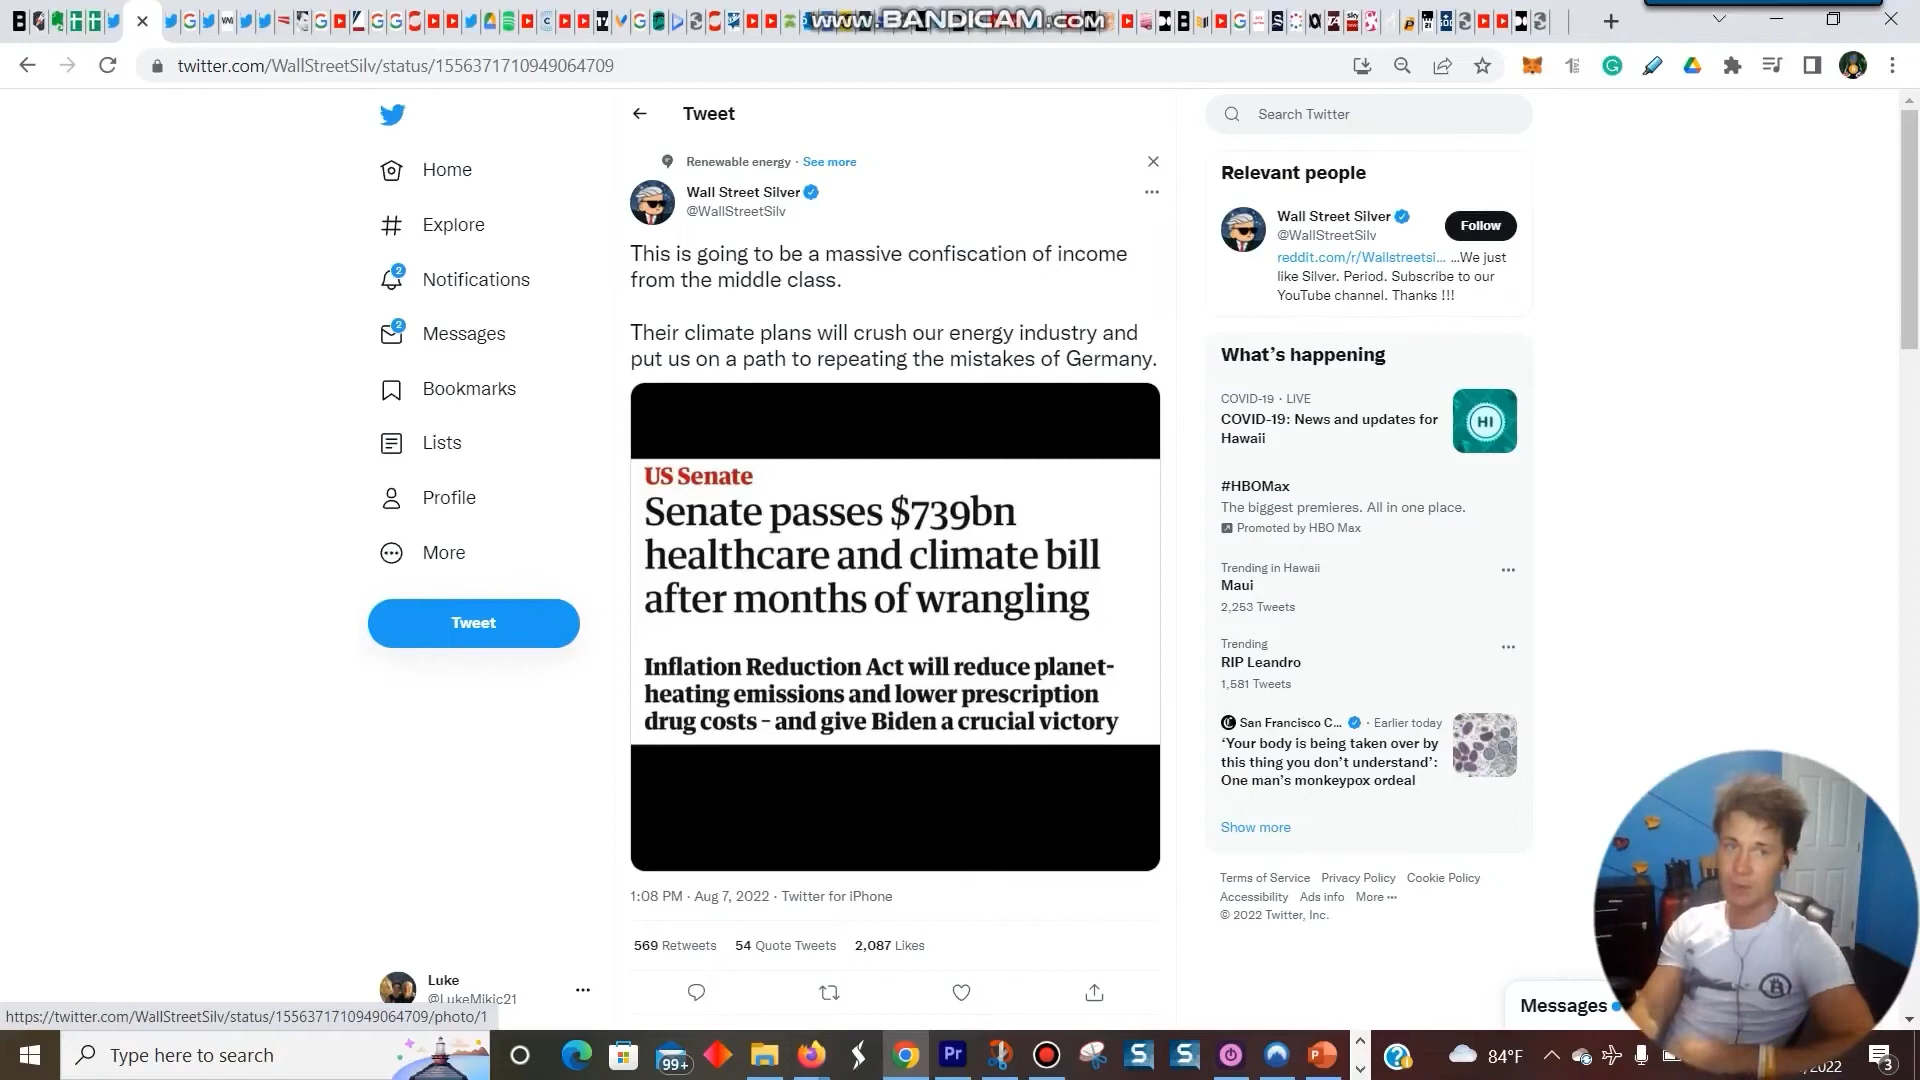 www.BANDICAM.com
twitter.com/WallStreetSilv/status/1556371710949064709
Home
Explore
2
Notifications
2
Messages
Bookmarks
Lists
Profile
More
Tweet
Luke
@LukeMikic21
https://twitter.com/WallStreetSilv/status/1556371710949064709/photo/1
Tweet
Renewable energy · See more
Wall Street Silver
@WallStreetSilv
This is going to be a massive confiscation of income
from the middle class.
Their climate plans will crush our energy industry and
put us on a path to repeating the mistakes of Germany.
US Senate
Senate passes $739bn
healthcare and climate bill
after months of wrangling
Inflation Reduction Act will reduce planet-
heating emissions and lower prescription
drug costs – and give Biden a crucial victory
1:08 PM · Aug 7, 2022 · Twitter for iPhone
569 Retweets 54 Quote Tweets 2,087 Likes
Search Twitter
Relevant people
Wall Street Silver
@WallStreetSilv
Follow
reddit.com/r/Wallstreetsi... ...We just
like Silver. Period. Subscribe to our
YouTube channel. Thanks !!!
What's happening
COVID-19 · LIVE
COVID-19: News and updates for
Hawaii
HI
#HBOMax
The biggest premieres. All in one place.
Promoted by HBO Max
Trending in Hawaii
Maui
2,253 Tweets
Trending
RIP Leandro
1,581 Tweets
San Francisco C... · Earlier today
'Your body is being taken over by
this thing you don't understand':
One man's monkeypox ordeal
Show more
Terms of Service Privacy Policy Cookie Policy
Accessibility Ads info More ···
© 2022 Twitter, Inc.
Messages
Type here to search
99+
Pr
S
S
84°F
/2022
3